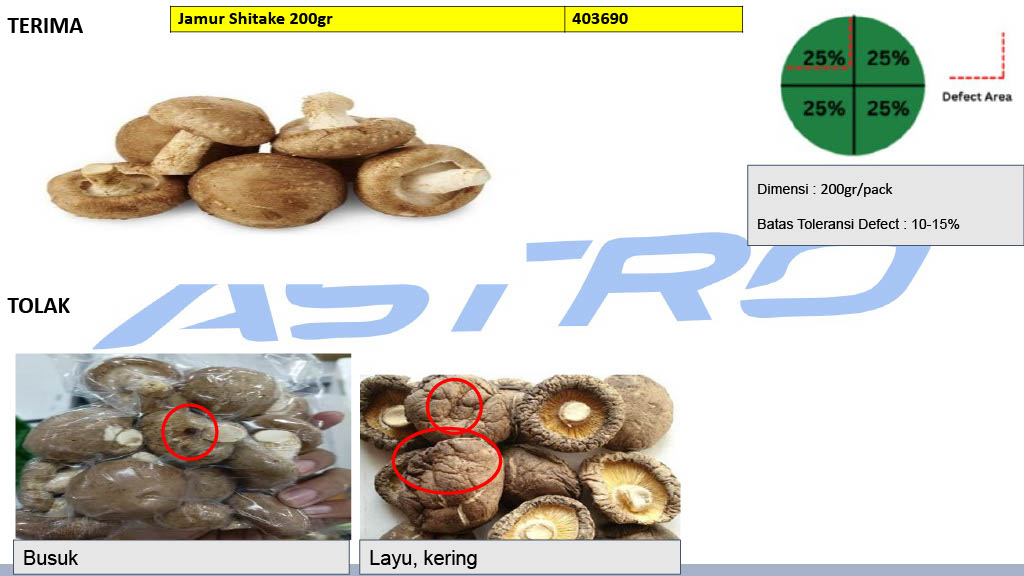 TERIMA
Jamur Shitake 200gr 403690
25% 25%
25% 25%
Defect Area
Dimensi : 200gr/pack
Batas Toleransi Defect : 10-15%
ASTRO
TOLAK
Busuk
Layu, kering